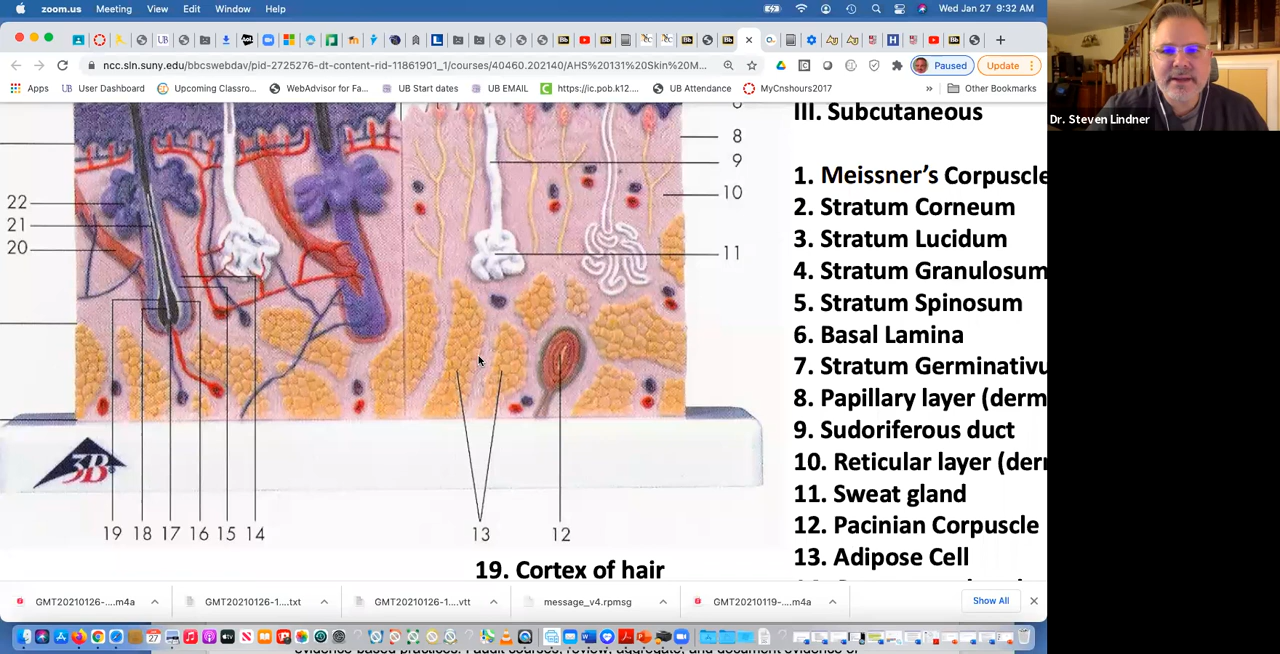 zoom.us Meeting View Edit Window Help Wed Jan 27 9:32 AM
ncc.sln.suny.edu/bbcswebdav/pid-2725276-dt-content-rid-11861901_1/courses/40460.202140/AHS%20131%20Skin%20M... Paused Update
Apps User Dashboard Upcoming Classro... WebAdvisor for Fa... UB Start dates UB EMAIL https://ic.pob.k12.... UB Attendance MyCnshours2017 » Other Bookmarks
Dr. Steven Lindner
III. Subcutaneous
1. Meissner's Corpuscle
2. Stratum Corneum
3. Stratum Lucidum
4. Stratum Granulosum
5. Stratum Spinosum
6. Basal Lamina
7. Stratum Germinativu
8. Papillary layer (derm
9. Sudoriferous duct
10. Reticular layer (derm
11. Sweat gland
12. Pacinian Corpuscle
13. Adipose Cell
8
9
10
11
22
21
20
3B
19 18 17 16 15 14 13 12
19. Cortex of hair
GMT20210126-....m4a GMT20210126-1....txt GMT20210126-1....vtt message_v4.rpmsg GMT20210119-....m4a Show All